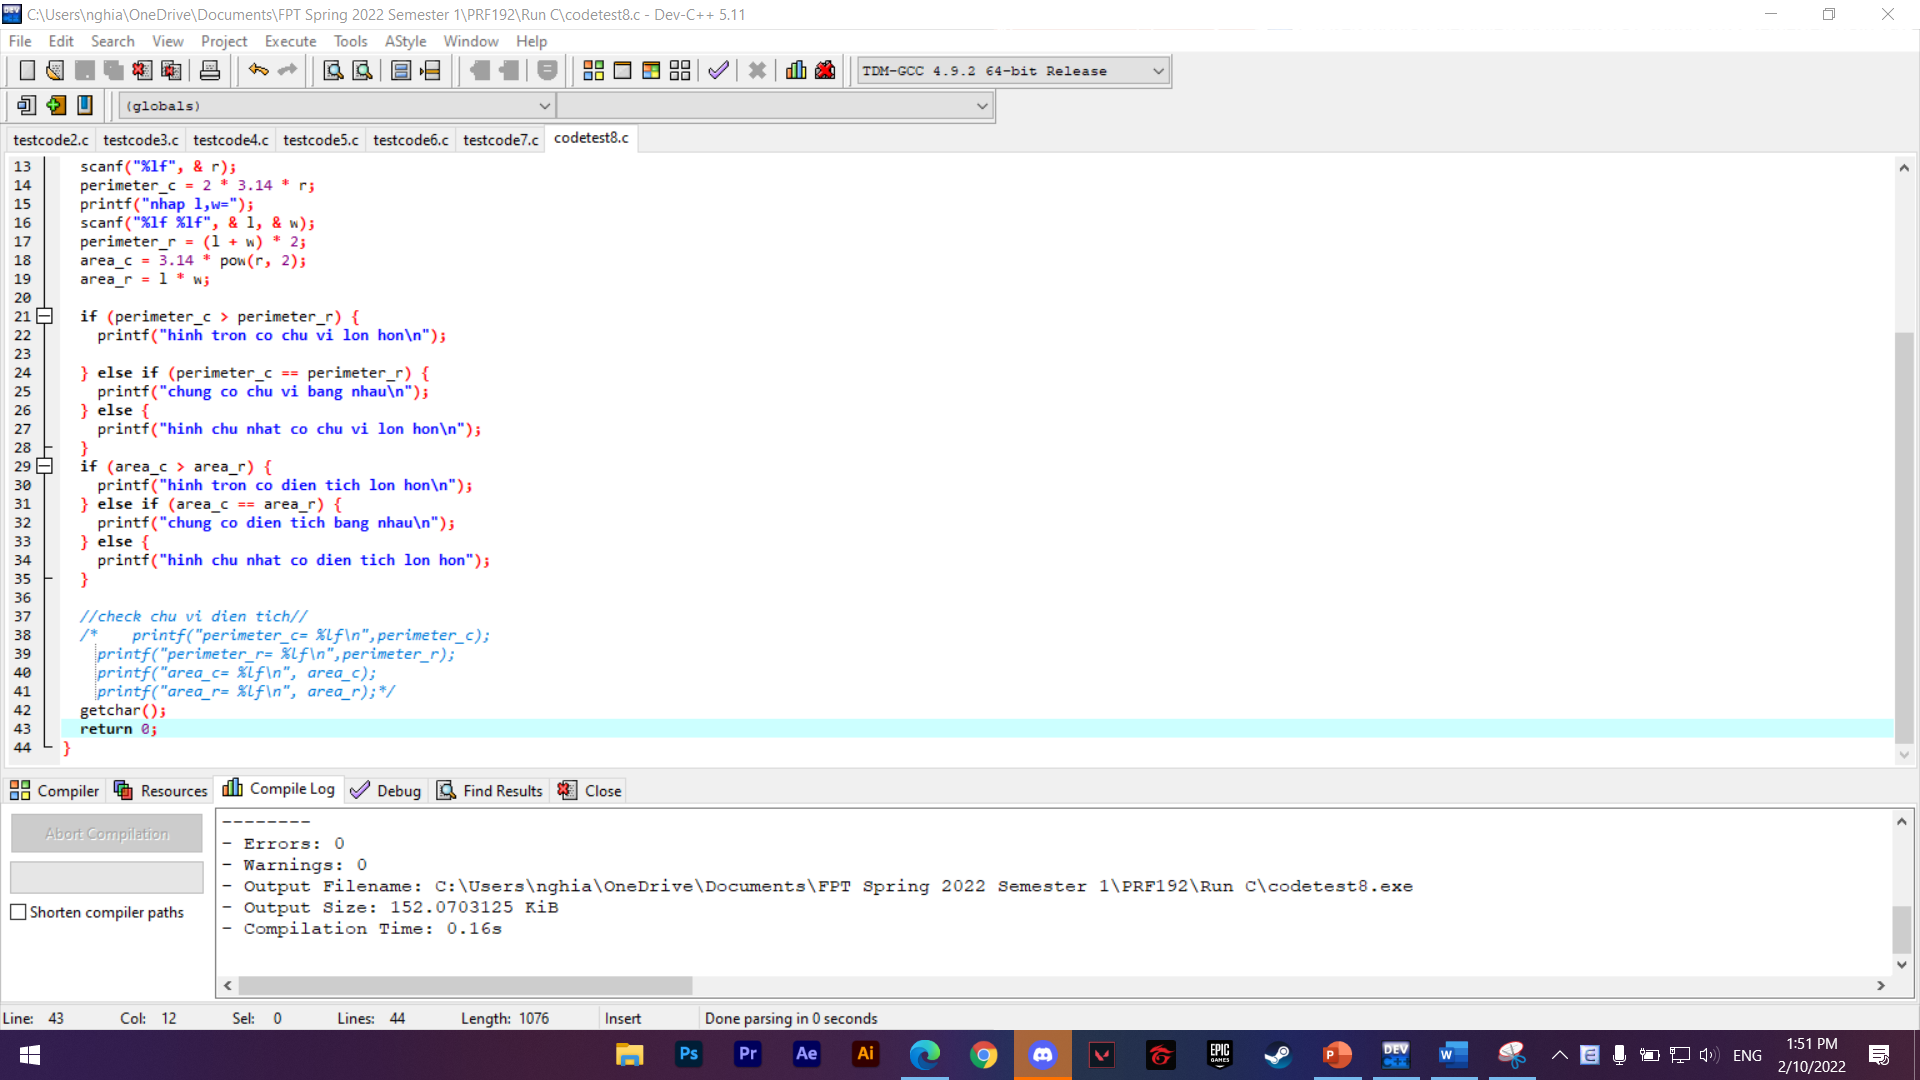 C:\Users\nghia\OneDrive\Documents\FPT Spring 2022 Semester 1\PRF192\Run C\codetest8.c - Dev-C++ 5.11
File Edit Search View Project Execute Tools AStyle Window Help
TDM-GCC 4.9.2 64-bit Release
(globals)
testcode2.c testcode3.c testcode4.c testcode5.c testcode6.c testcode7.c codetest8.c
13 scanf("%lf", & r);
14 perimeter_c = 2 * 3.14 * r;
15 printf("nhap l,w=");
16 scanf("%lf %lf", & l, & w);
17 perimeter_r = (l + w) * 2;
18 area_c = 3.14 * pow(r, 2);
19 area_r = l * w;
20
21 if (perimeter_c > perimeter_r) {
22 printf("hinh tron co chu vi lon hon\n");
23
24 } else if (perimeter_c == perimeter_r) {
25 printf("chung co chu vi bang nhau\n");
26 } else {
27 printf("hinh chu nhat co chu vi lon hon\n");
28 }
29 if (area_c > area_r) {
30 printf("hinh tron co dien tich lon hon\n");
31 } else if (area_c == area_r) {
32 printf("chung co dien tich bang nhau\n");
33 } else {
34 printf("hinh chu nhat co dien tich lon hon");
35 }
36
37 //check chu vi dien tich//
38 /* printf("perimeter_c= %lf\n",perimeter_c);
39 printf("perimeter_r= %lf\n",perimeter_r);
40 printf("area_c= %lf\n", area_c);
41 printf("area_r= %lf\n", area_r);*/
42 getchar();
43 return 0;
44 }
Compiler Resources Compile Log Debug Find Results Close
Abort Compilation
Shorten compiler paths
--------
- Errors: 0
- Warnings: 0
- Output Filename: C:\Users\nghia\OneDrive\Documents\FPT Spring 2022 Semester 1\PRF192\Run C\codetest8.exe
- Output Size: 152.0703125 KiB
- Compilation Time: 0.16s
Line: 43 Col: 12 Sel: 0 Lines: 44 Length: 1076 Insert Done parsing in 0 seconds
Ps Pr Ae Ai EPIC GAMES P DEV C++ W ENG
1:51 PM
2/10/2022